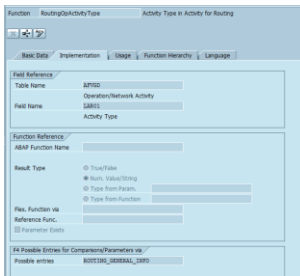 Function RoutingOpActivityType Activity Type in Activity for Routing
Basic Data Implementation Usage Function Hierarchy Language
Field Reference
Table Name AFVGD
Operation/Network Activity
Field Name LAR01
Activity Type
Function Reference
ABAP Function Name
Result Type True/False
Num. Value/String
Type from Param.
Type from Function
Flex. Function via
Reference Func.
Parameter Exists
F4 Possible Entries for Comparisons/Parameters via
Possible entries ROUTING_GENERAL_INFO